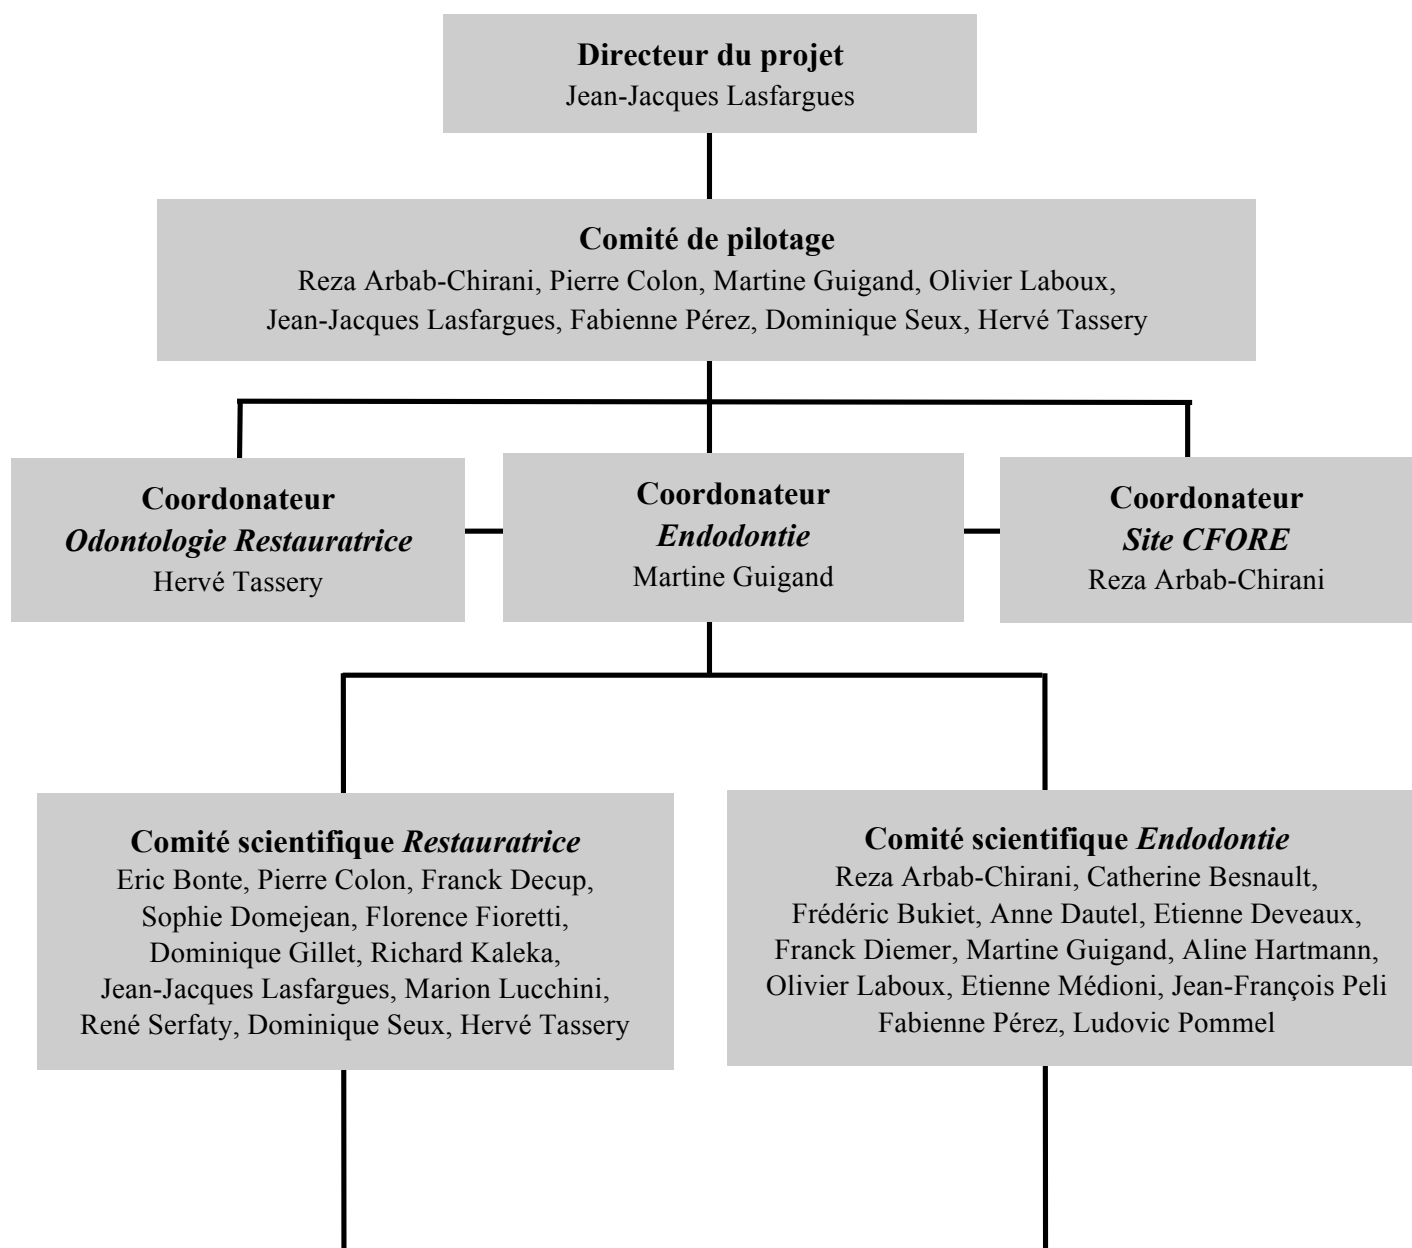 Directeur du projet
Jean-Jacques Lasfargues
Comité de pilotage
Reza Arbab-Chirani, Pierre Colon, Martine Guigand, Olivier Laboux,
Jean-Jacques Lasfargues, Fabienne Pérez, Dominique Seux, Hervé Tassery
Coordonateur
Odontologie Restauratrice
Hervé Tassery
Coordonateur
Endodontie
Martine Guigand
Coordonateur
Site CFORE
Reza Arbab-Chirani
Comité scientifique Restauratrice
Eric Bonte, Pierre Colon, Franck Decup,
Sophie Domejean, Florence Fioretti,
Dominique Gillet, Richard Kaleka,
Jean-Jacques Lasfargues, Marion Lucchini,
René Serfaty, Dominique Seux, Hervé Tassery
Comité scientifique Endodontie
Reza Arbab-Chirani, Catherine Besnault,
Frédéric Bukiet, Anne Dautel, Etienne Deveaux,
Franck Diemer, Martine Guigand, Aline Hartmann,
Olivier Laboux, Etienne Médioni, Jean-François Peli
Fabienne Pérez, Ludovic Pommel